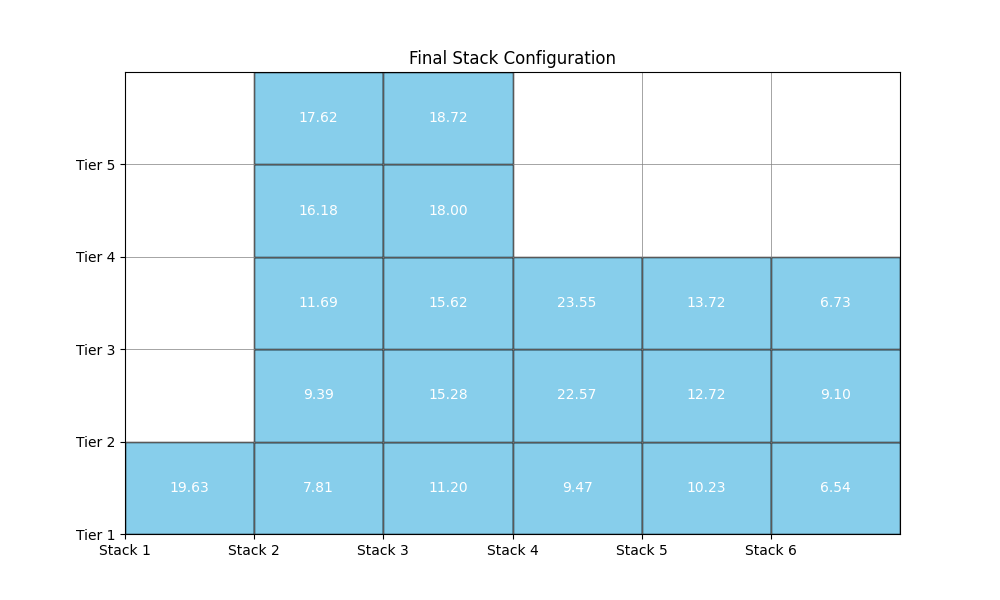 Final Stack Configuration
17.62 18.72
Tier 5
16.18 18.00
Tier 4
11.69 15.62 23.55 13.72 6.73
Tier 3
9.39 15.28 22.57 12.72 9.10
Tier 2
19.63 7.81 11.20 9.47 10.23 6.54
Tier 1
Stack 1 Stack 2 Stack 3 Stack 4 Stack 5 Stack 6